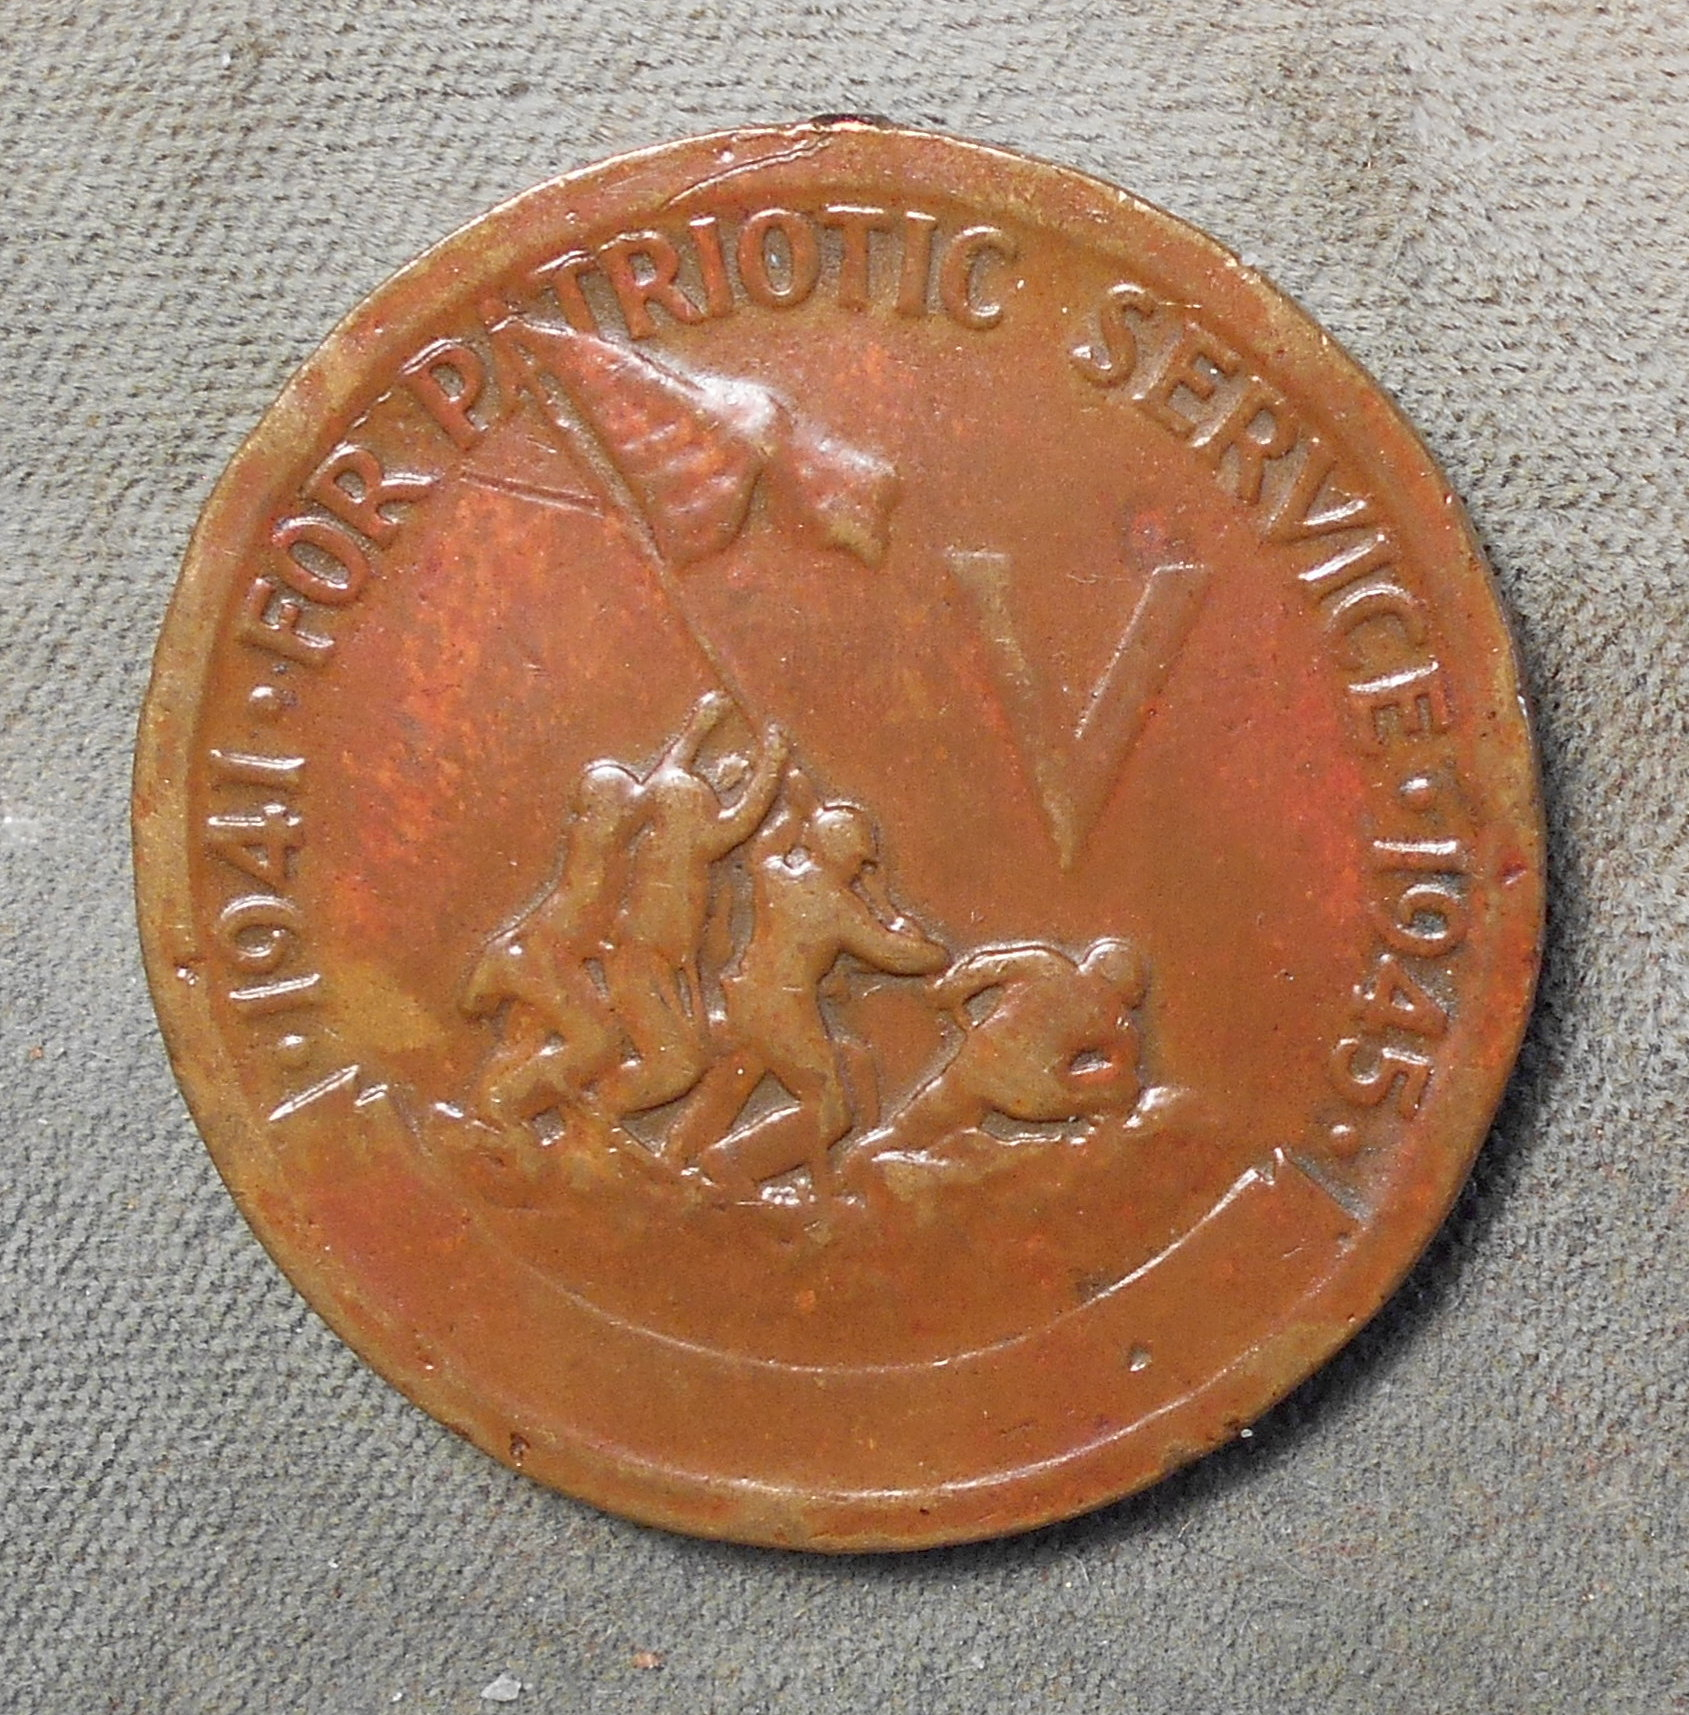 · 1941 · FOR PATRIOTIC SERVICE · 1945 ·
V